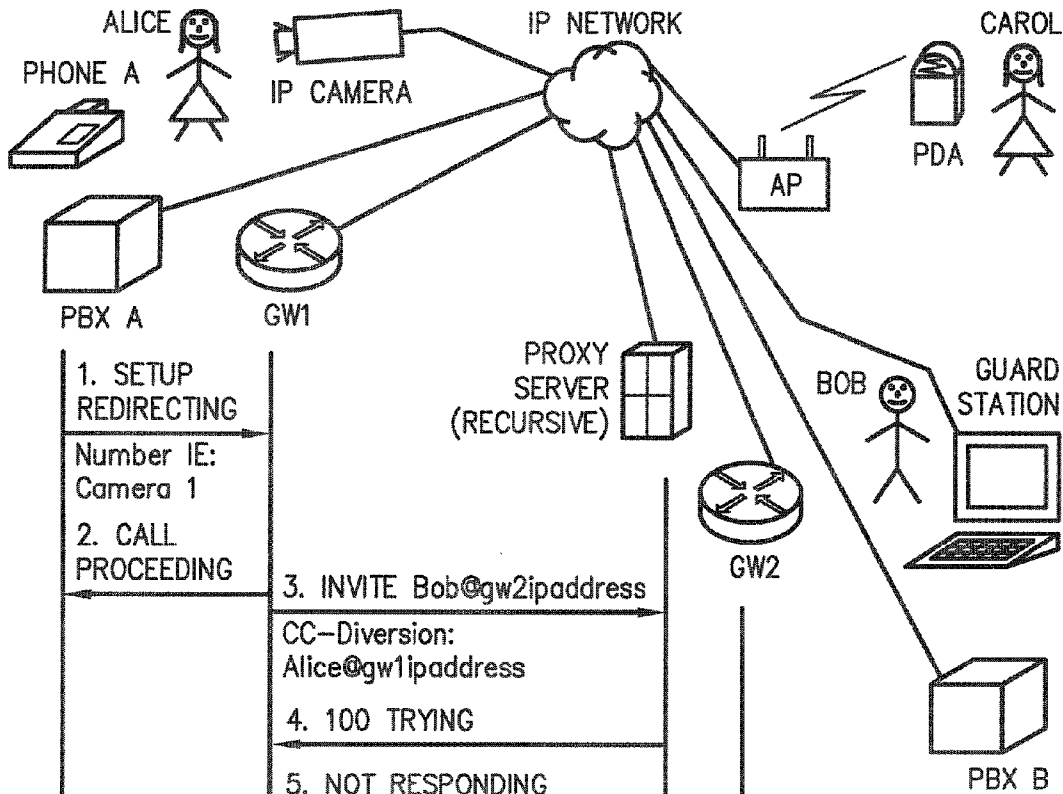 ALICE
IP NETWORK
CAROL
PHONE A
IP CAMERA
PDA
AP
PBX A
GW1
PROXY
SERVER
(RECURSIVE)
BOB
GUARD
STATION
1. SETUP
REDIRECTING
Number IE:
Camera 1
2. CALL
PROCEEDING
GW2
3. INVITE Bob@gw2ipaddress
CC-Diversion:
Alice@gw1ipaddress
4. 100 TRYING
PBX B
5. NOT RESPONDING